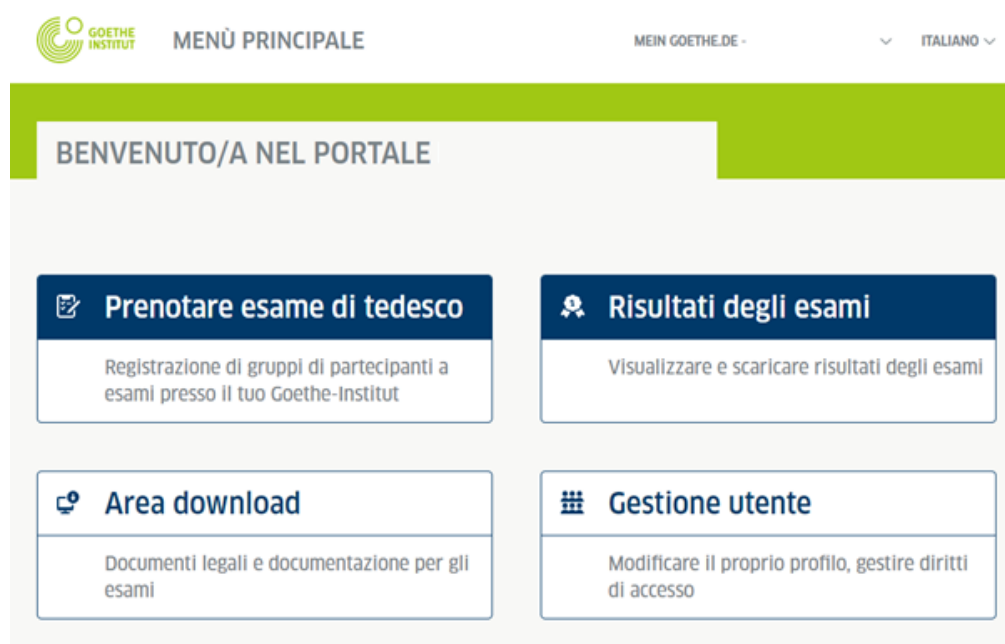 GOETHE
INSTITUT
MENÙ PRINCIPALE
MEIN GOETHE.DE -
ITALIANO
BENVENUTO/A NEL PORTALE
Prenotare esame di tedesco
Registrazione di gruppi di partecipanti a
esami presso il tuo Goethe-Institut
Risultati degli esami
Visualizzare e scaricare risultati degli esami
Area download
Documenti legali e documentazione per gli
esami
Gestione utente
Modificare il proprio profilo, gestire diritti
di accesso